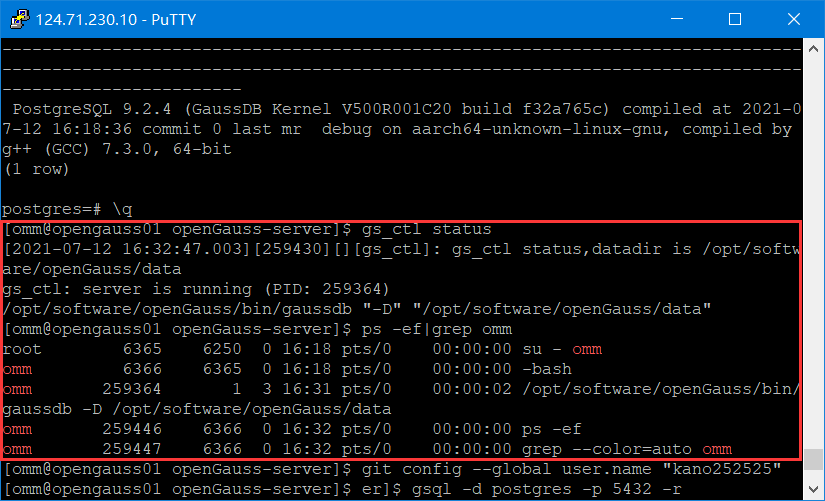 124.71.230.10 - PuTTY
--------------------------------------------------------------------------------
--------------------------------------------------------------------------------
------------------------
 PostgreSQL 9.2.4 (GaussDB Kernel V500R001C20 build f32a765c) compiled at 2021-0
7-12 16:18:36 commit 0 last mr  debug on aarch64-unknown-linux-gnu, compiled by
g++ (GCC) 7.3.0, 64-bit
(1 row)
postgres=# \q
[omm@opengauss01 openGauss-server]$ gs_ctl status
[2021-07-12 16:32:47.003][259430][][gs_ctl]: gs_ctl status,datadir is /opt/softw
are/openGauss/data
gs_ctl: server is running (PID: 259364)
/opt/software/openGauss/bin/gaussdb "-D" "/opt/software/openGauss/data"
[omm@opengauss01 openGauss-server]$ ps -ef|grep omm
root        6365    6250  0 16:18 pts/0    00:00:00 su - omm
omm         6366    6365  0 16:18 pts/0    00:00:00 -bash
omm       259364       1  3 16:31 pts/0    00:00:02 /opt/software/openGauss/bin/
gaussdb -D /opt/software/openGauss/data
omm       259446    6366  0 16:32 pts/0    00:00:00 ps -ef
omm       259447    6366  0 16:32 pts/0    00:00:00 grep --color=auto omm
[omm@opengauss01 openGauss-server]$ git config --global user.name "kano252525"
[omm@opengauss01 openGauss-server]$ er]$ gsql -d postgres -p 5432 -r